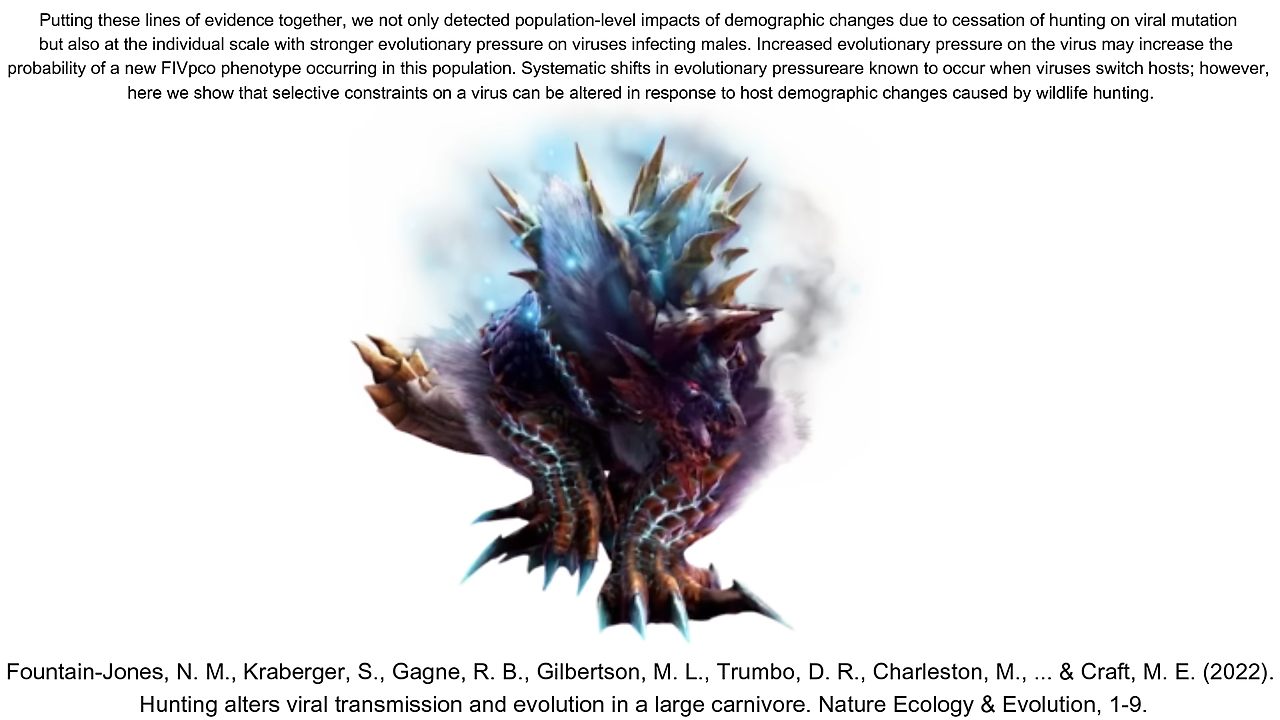 Putting these lines of evidence together, we not only detected population-level impacts of demographic changes due to cessation of hunting on viral mutation
but also at the individual scale with stronger evolutionary pressure on viruses infecting males. Increased evolutionary pressure on the virus may increase the
probability of a new FIVpco phenotype occurring in this population. Systematic shifts in evolutionary pressureare known to occur when viruses switch hosts; however,
here we show that selective constraints on a virus can be altered in response to host demographic changes caused by wildlife hunting.
Fountain-Jones, N. M., Kraberger, S., Gagne, R. B., Gilbertson, M. L., Trumbo, D. R., Charleston, M., ... & Craft, M. E. (2022).
Hunting alters viral transmission and evolution in a large carnivore. Nature Ecology & Evolution, 1-9.